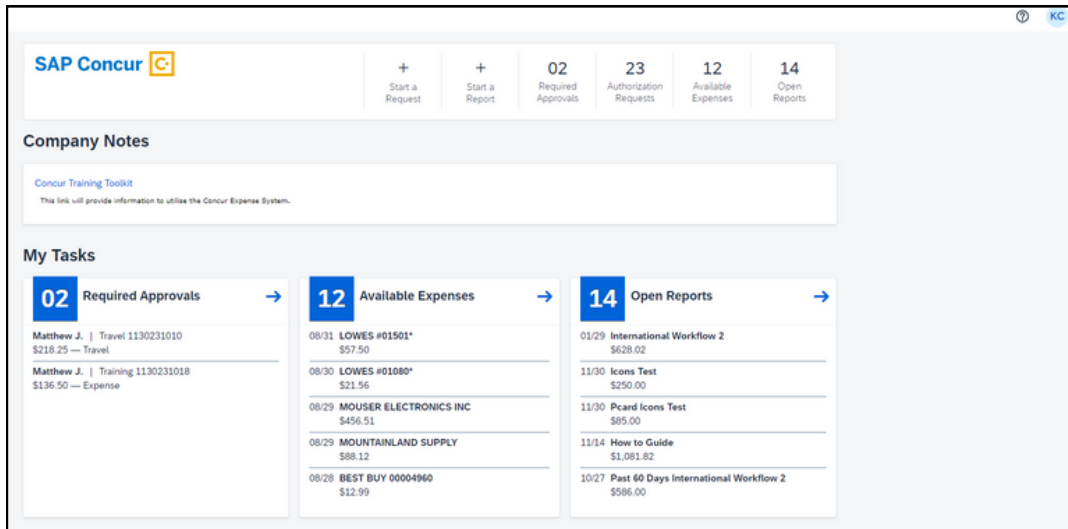 KC
SAP Concur C
+
Start a
Request
+
Start a
Report
02
Required
Approvals
23
Authorization
Requests
12
Available
Expenses
14
Open
Reports
Company Notes
Concur Training Toolkit
This link will provide information to utilise the Concur Expense System.
My Tasks
02 Required Approvals →
Matthew J. | Travel 1130231010
$218.25 — Travel
Matthew J. | Training 1130231018
$136.50 — Expense
12 Available Expenses →
08/31 LOWES #01501*
$57.50
08/30 LOWES #01080*
$21.56
08/29 MOUSER ELECTRONICS INC
$456.51
08/29 MOUNTAINLAND SUPPLY
$88.12
08/28 BEST BUY 00004960
$12.99
14 Open Reports →
01/29 International Workflow 2
$628.02
11/30 Icons Test
$250.00
11/30 Pcard Icons Test
$85.00
11/14 How to Guide
$1,081.82
10/27 Past 60 Days International Workflow 2
$586.00